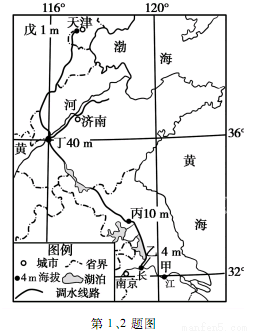 116° 120°
天津
戊1 m
渤
海
河
济南
36°
黄
丁40 m
黄
海
丙10 m
乙
4 m
甲
图例
城市 省界
4 m海拔 湖泊
调水线路
南京
长
江
32°
第1、2题图